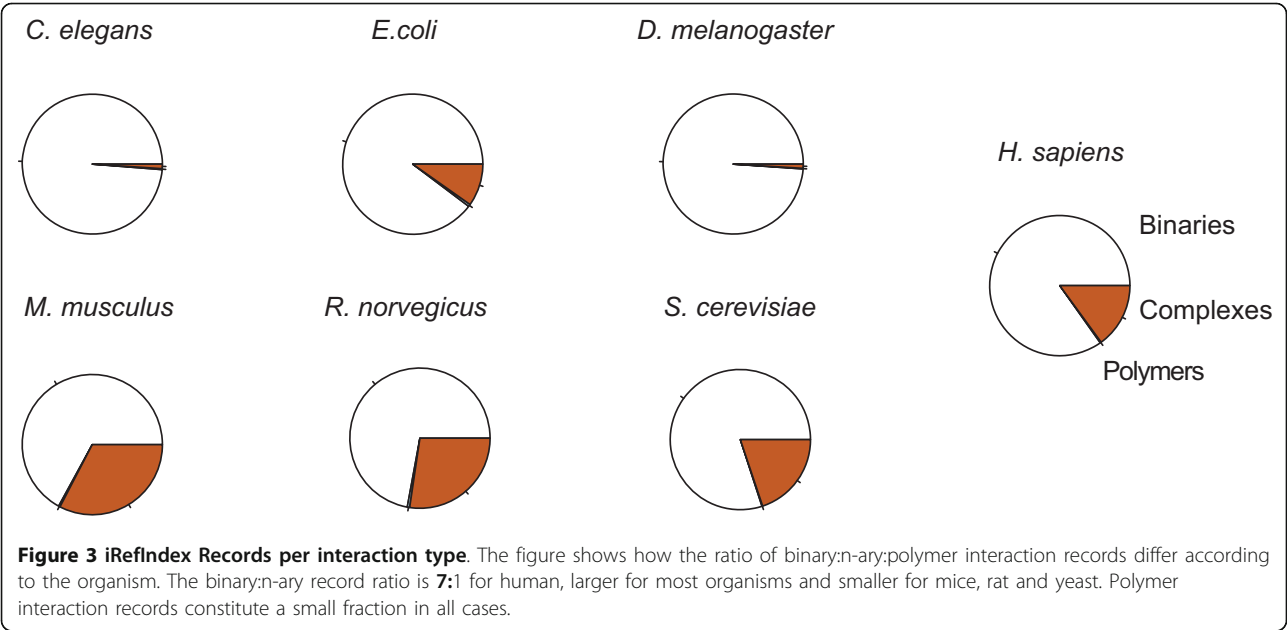 C. elegans
E.coli
D. melanogaster
H. sapiens
Binaries
Complexes
Polymers
M. musculus
R. norvegicus
S. cerevisiae
Figure 3 iRefIndex Records per interaction type. The figure shows how the ratio of binary:n-ary:polymer interaction records differ according
to the organism. The binary:n-ary record ratio is 7:1 for human, larger for most organisms and smaller for mice, rat and yeast. Polymer
interaction records constitute a small fraction in all cases.